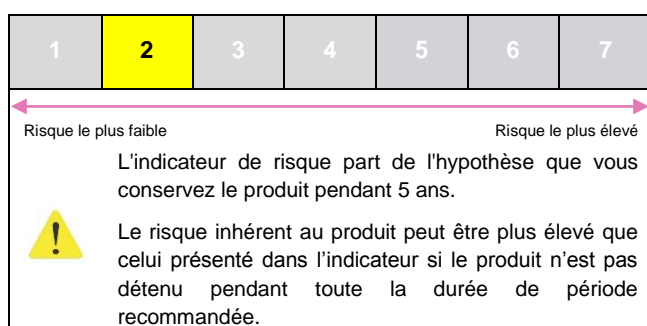 1 2 3 4 5 6 7
Risque le plus faible Risque le plus élevé
L'indicateur de risque part de l'hypothèse que vous
conservez le produit pendant 5 ans.
Le risque inhérent au produit peut être plus élevé que
celui présenté dans l’indicateur si le produit n’est pas
détenu pendant toute la durée de période
recommandée.